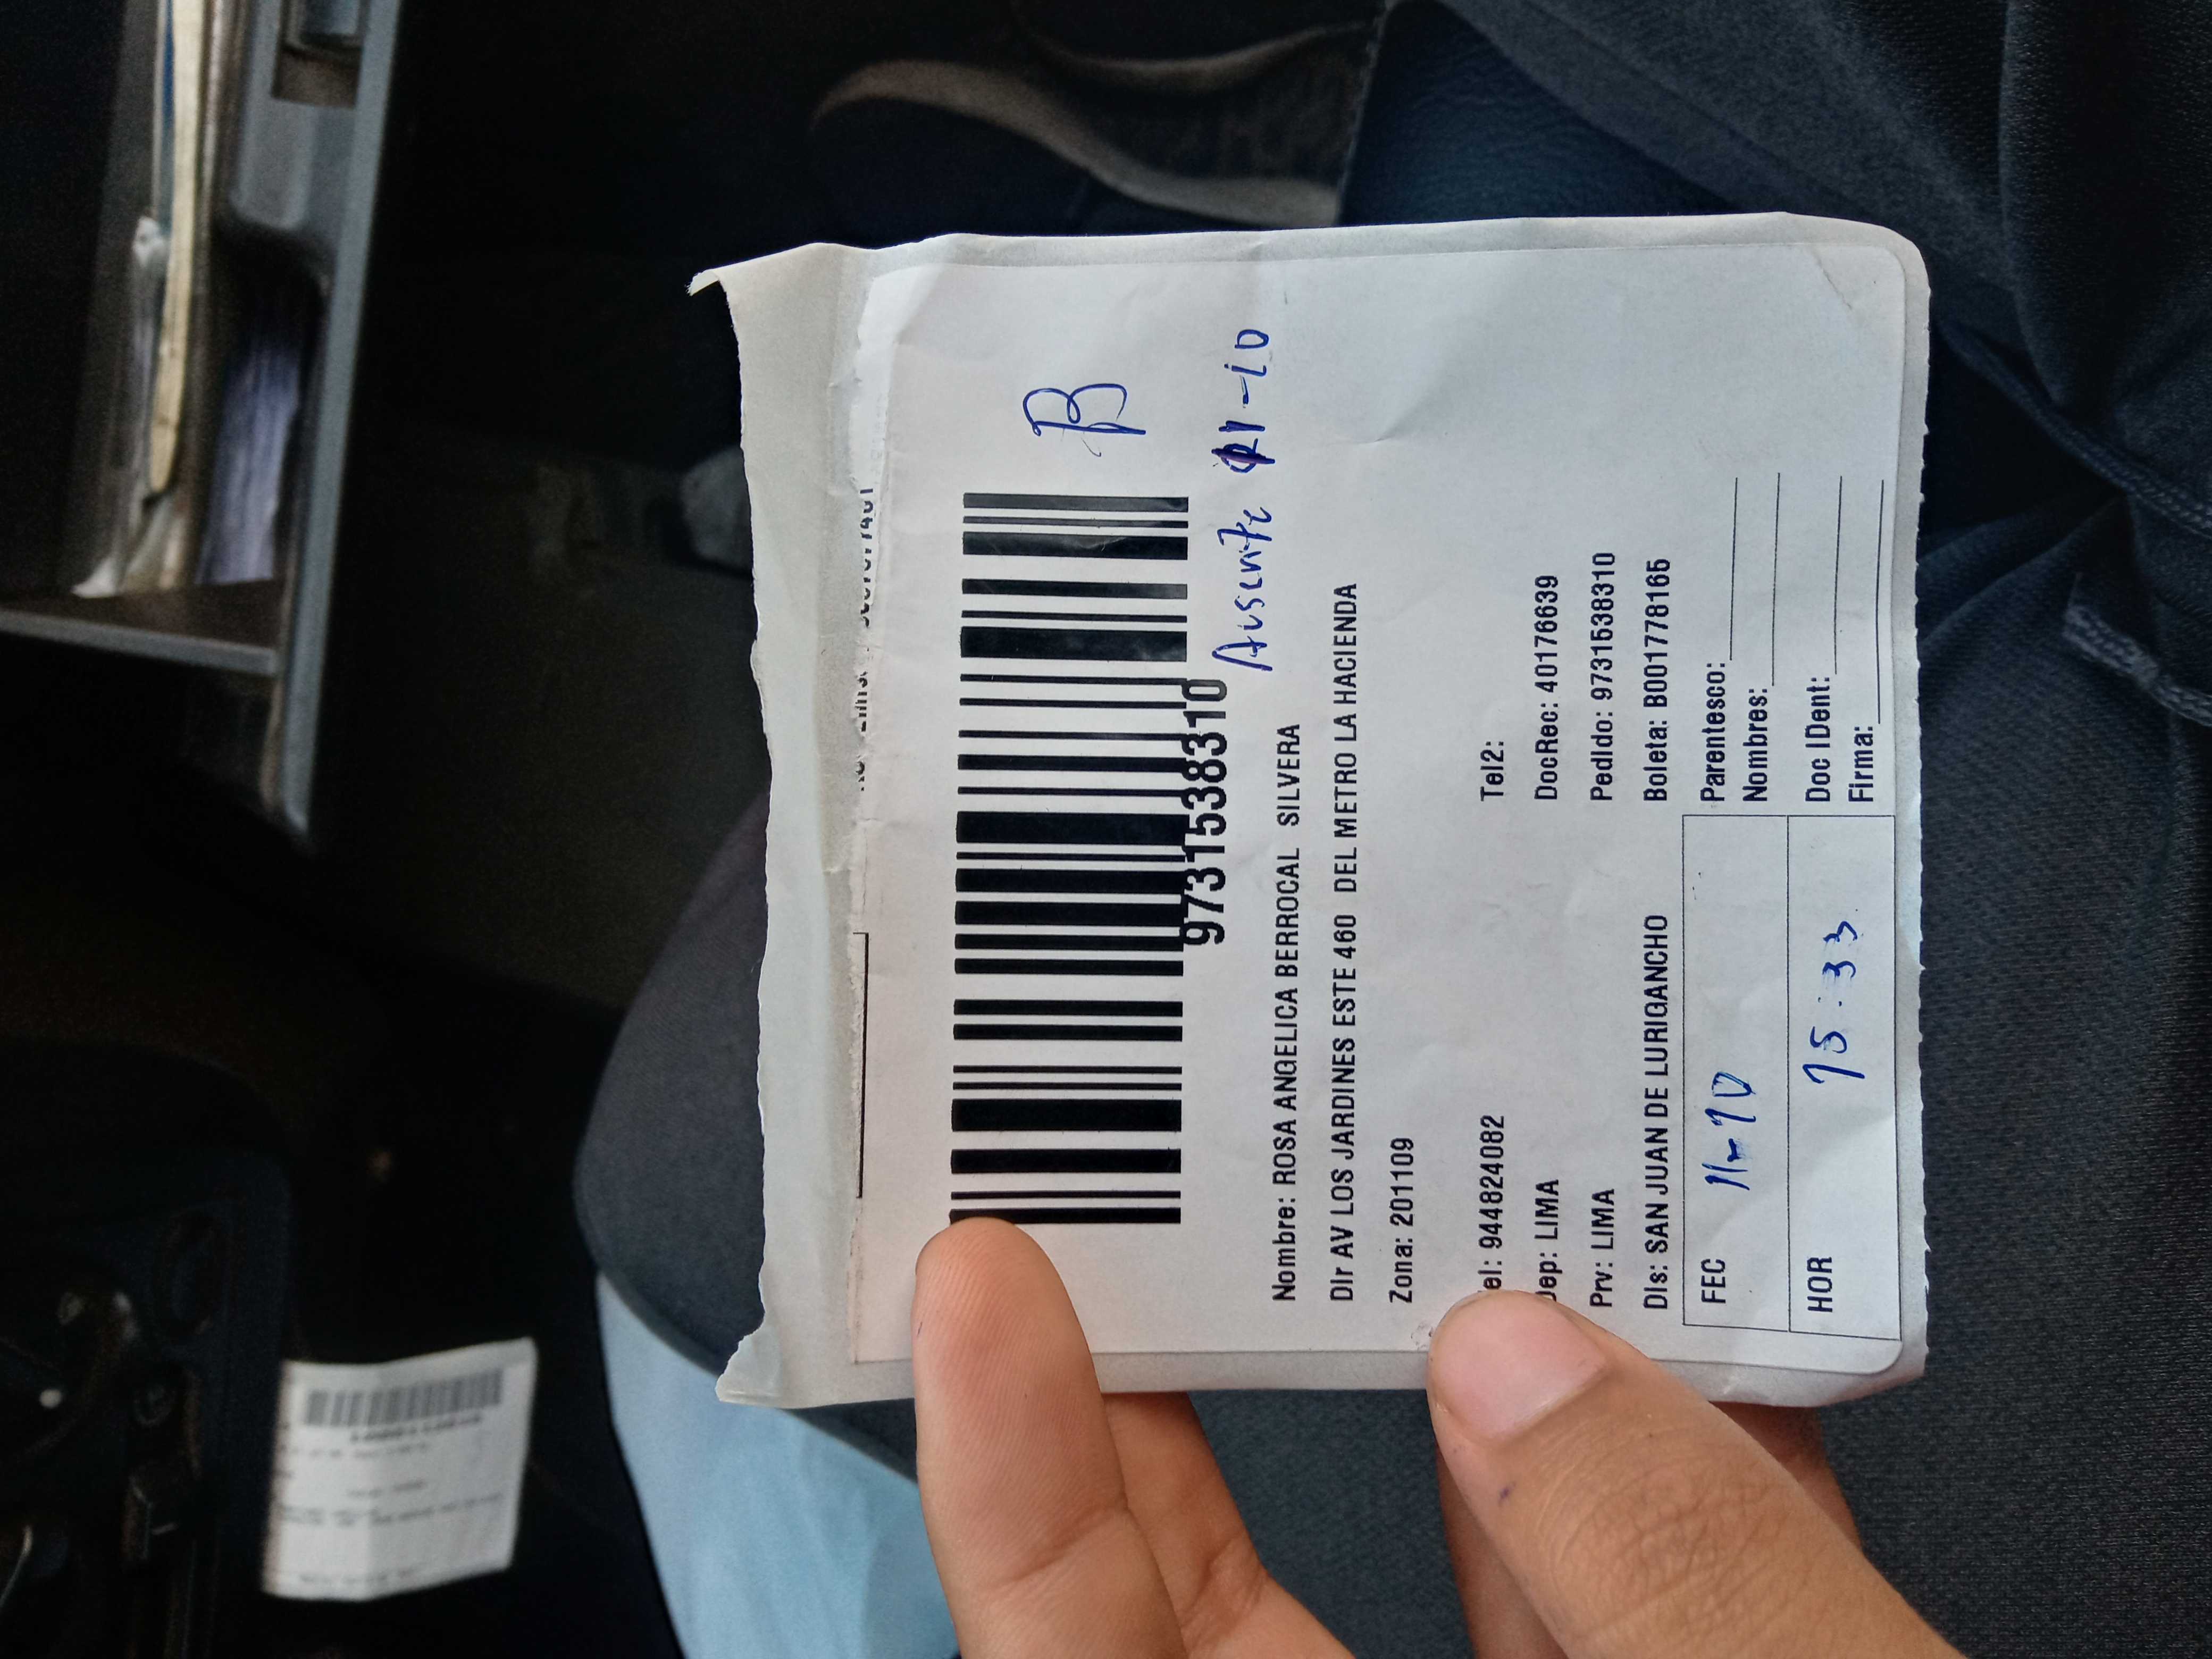 B
9731538310
Ausente 11-10
Nombre: ROSA ANGELICA BERROCAL SILVERA
Dir AV LOS JARDINES ESTE 460 DEL METRO LA HACIENDA
Zona: 201109
el: 944824082 Tel2:
Dep: LIMA DocRec: 40176639
Prv: LIMA Pedido: 9731538310
Dis: SAN JUAN DE LURIGANCHO Boleta: B001778165
FEC 11-10 Parentesco:
Nombres:
HOR 15:33 Doc IDent:
Firma: